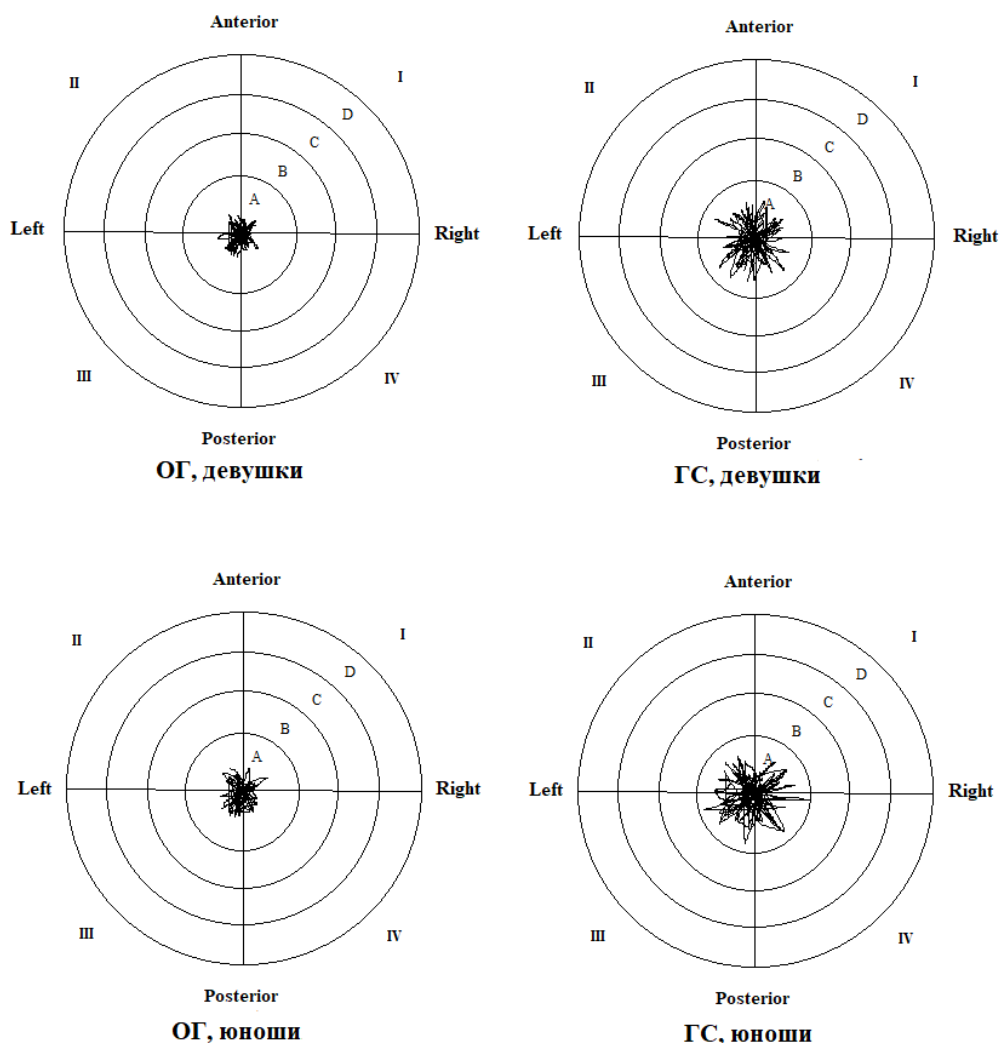 Anterior
II
I
D
C
B
A
Left
Right
III
IV
Posterior
ОГ, девушки
Anterior
II
I
D
C
B
A
Left
Right
III
IV
Posterior
ГС, девушки
Anterior
II
I
D
C
B
A
Left
Right
III
IV
Posterior
ОГ, юноши
Anterior
II
I
D
C
B
A
Left
Right
III
IV
Posterior
ГС, юноши